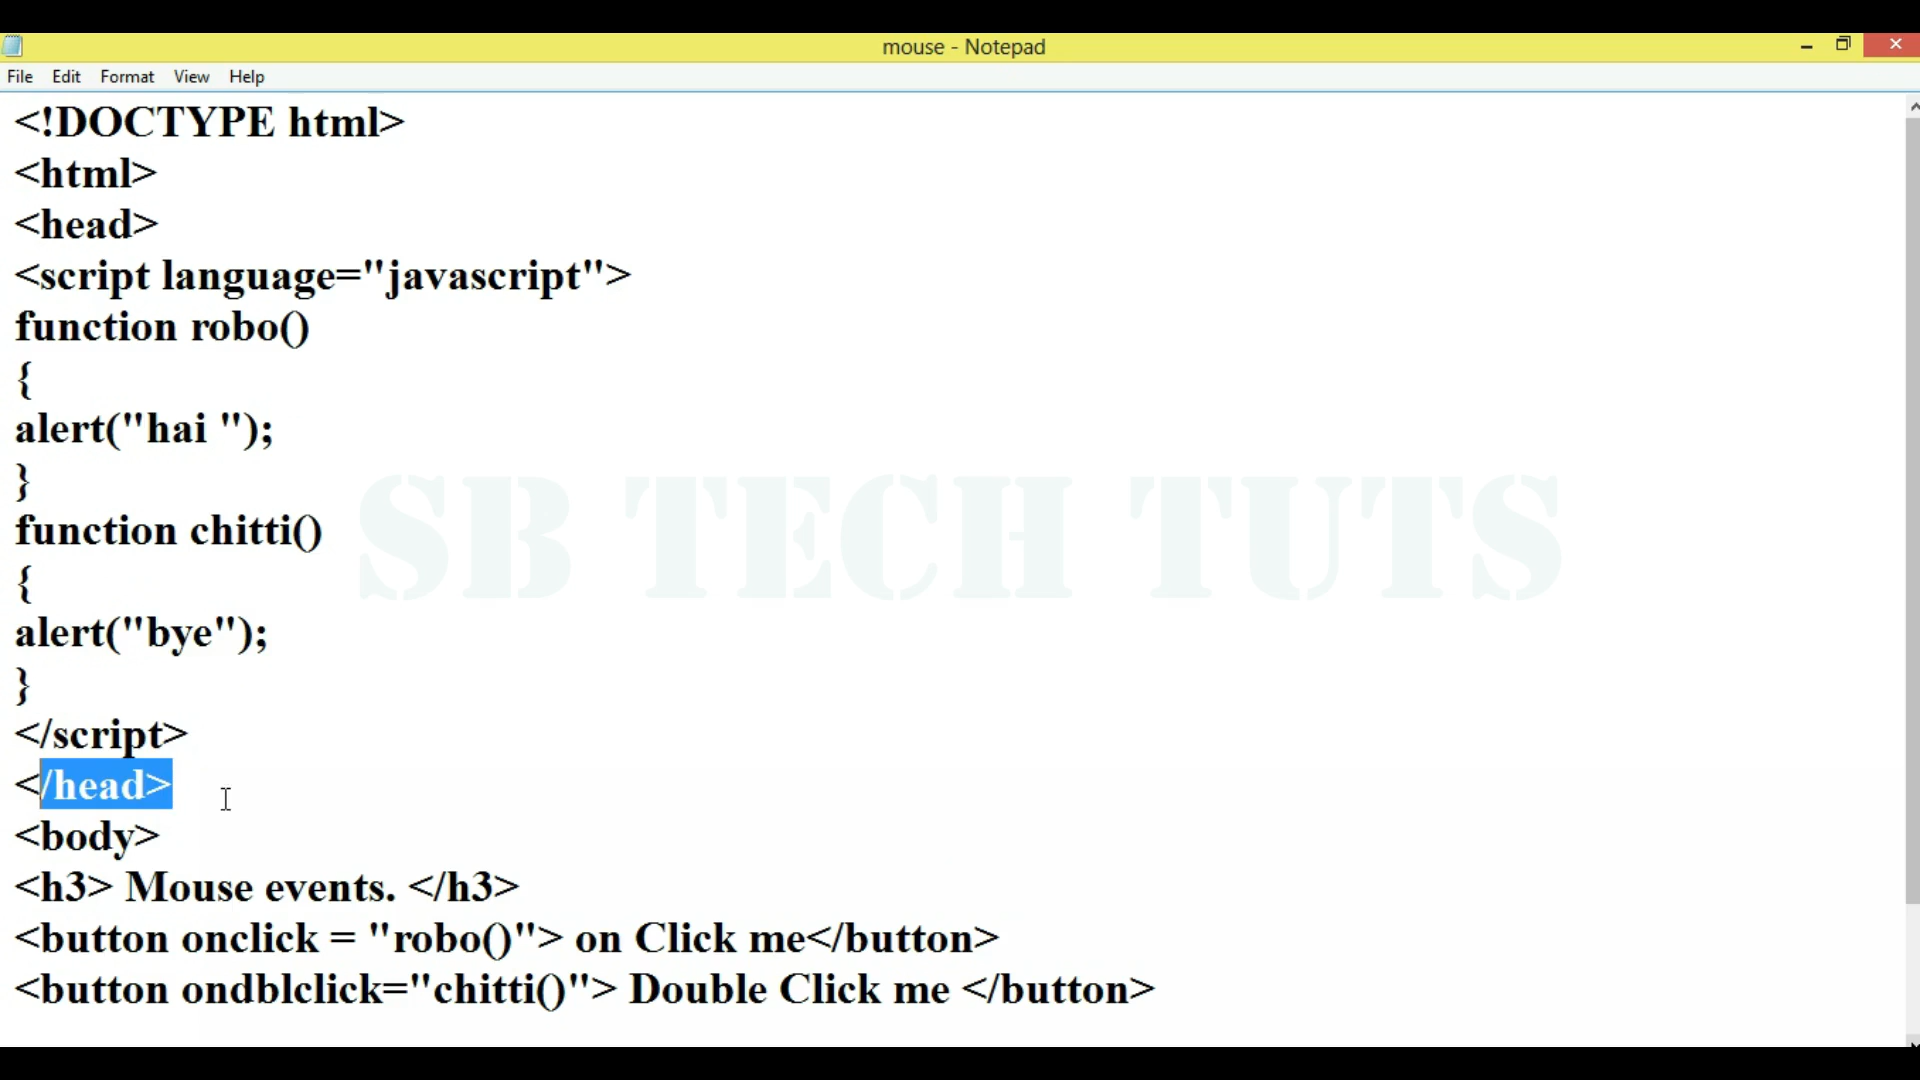 mouse - Notepad
File Edit Format View Help
<!DOCTYPE html>
<html>
<head>
<script language="javascript">
function robo()
{
alert("hai ");
}
function chitti()
{
alert("bye");
}
</script>
</head>
<body>
<h3> Mouse events. </h3>
<button onclick = "robo()"> on Click me</button>
<button ondblclick="chitti()"> Double Click me </button>
SB TECH TUTS